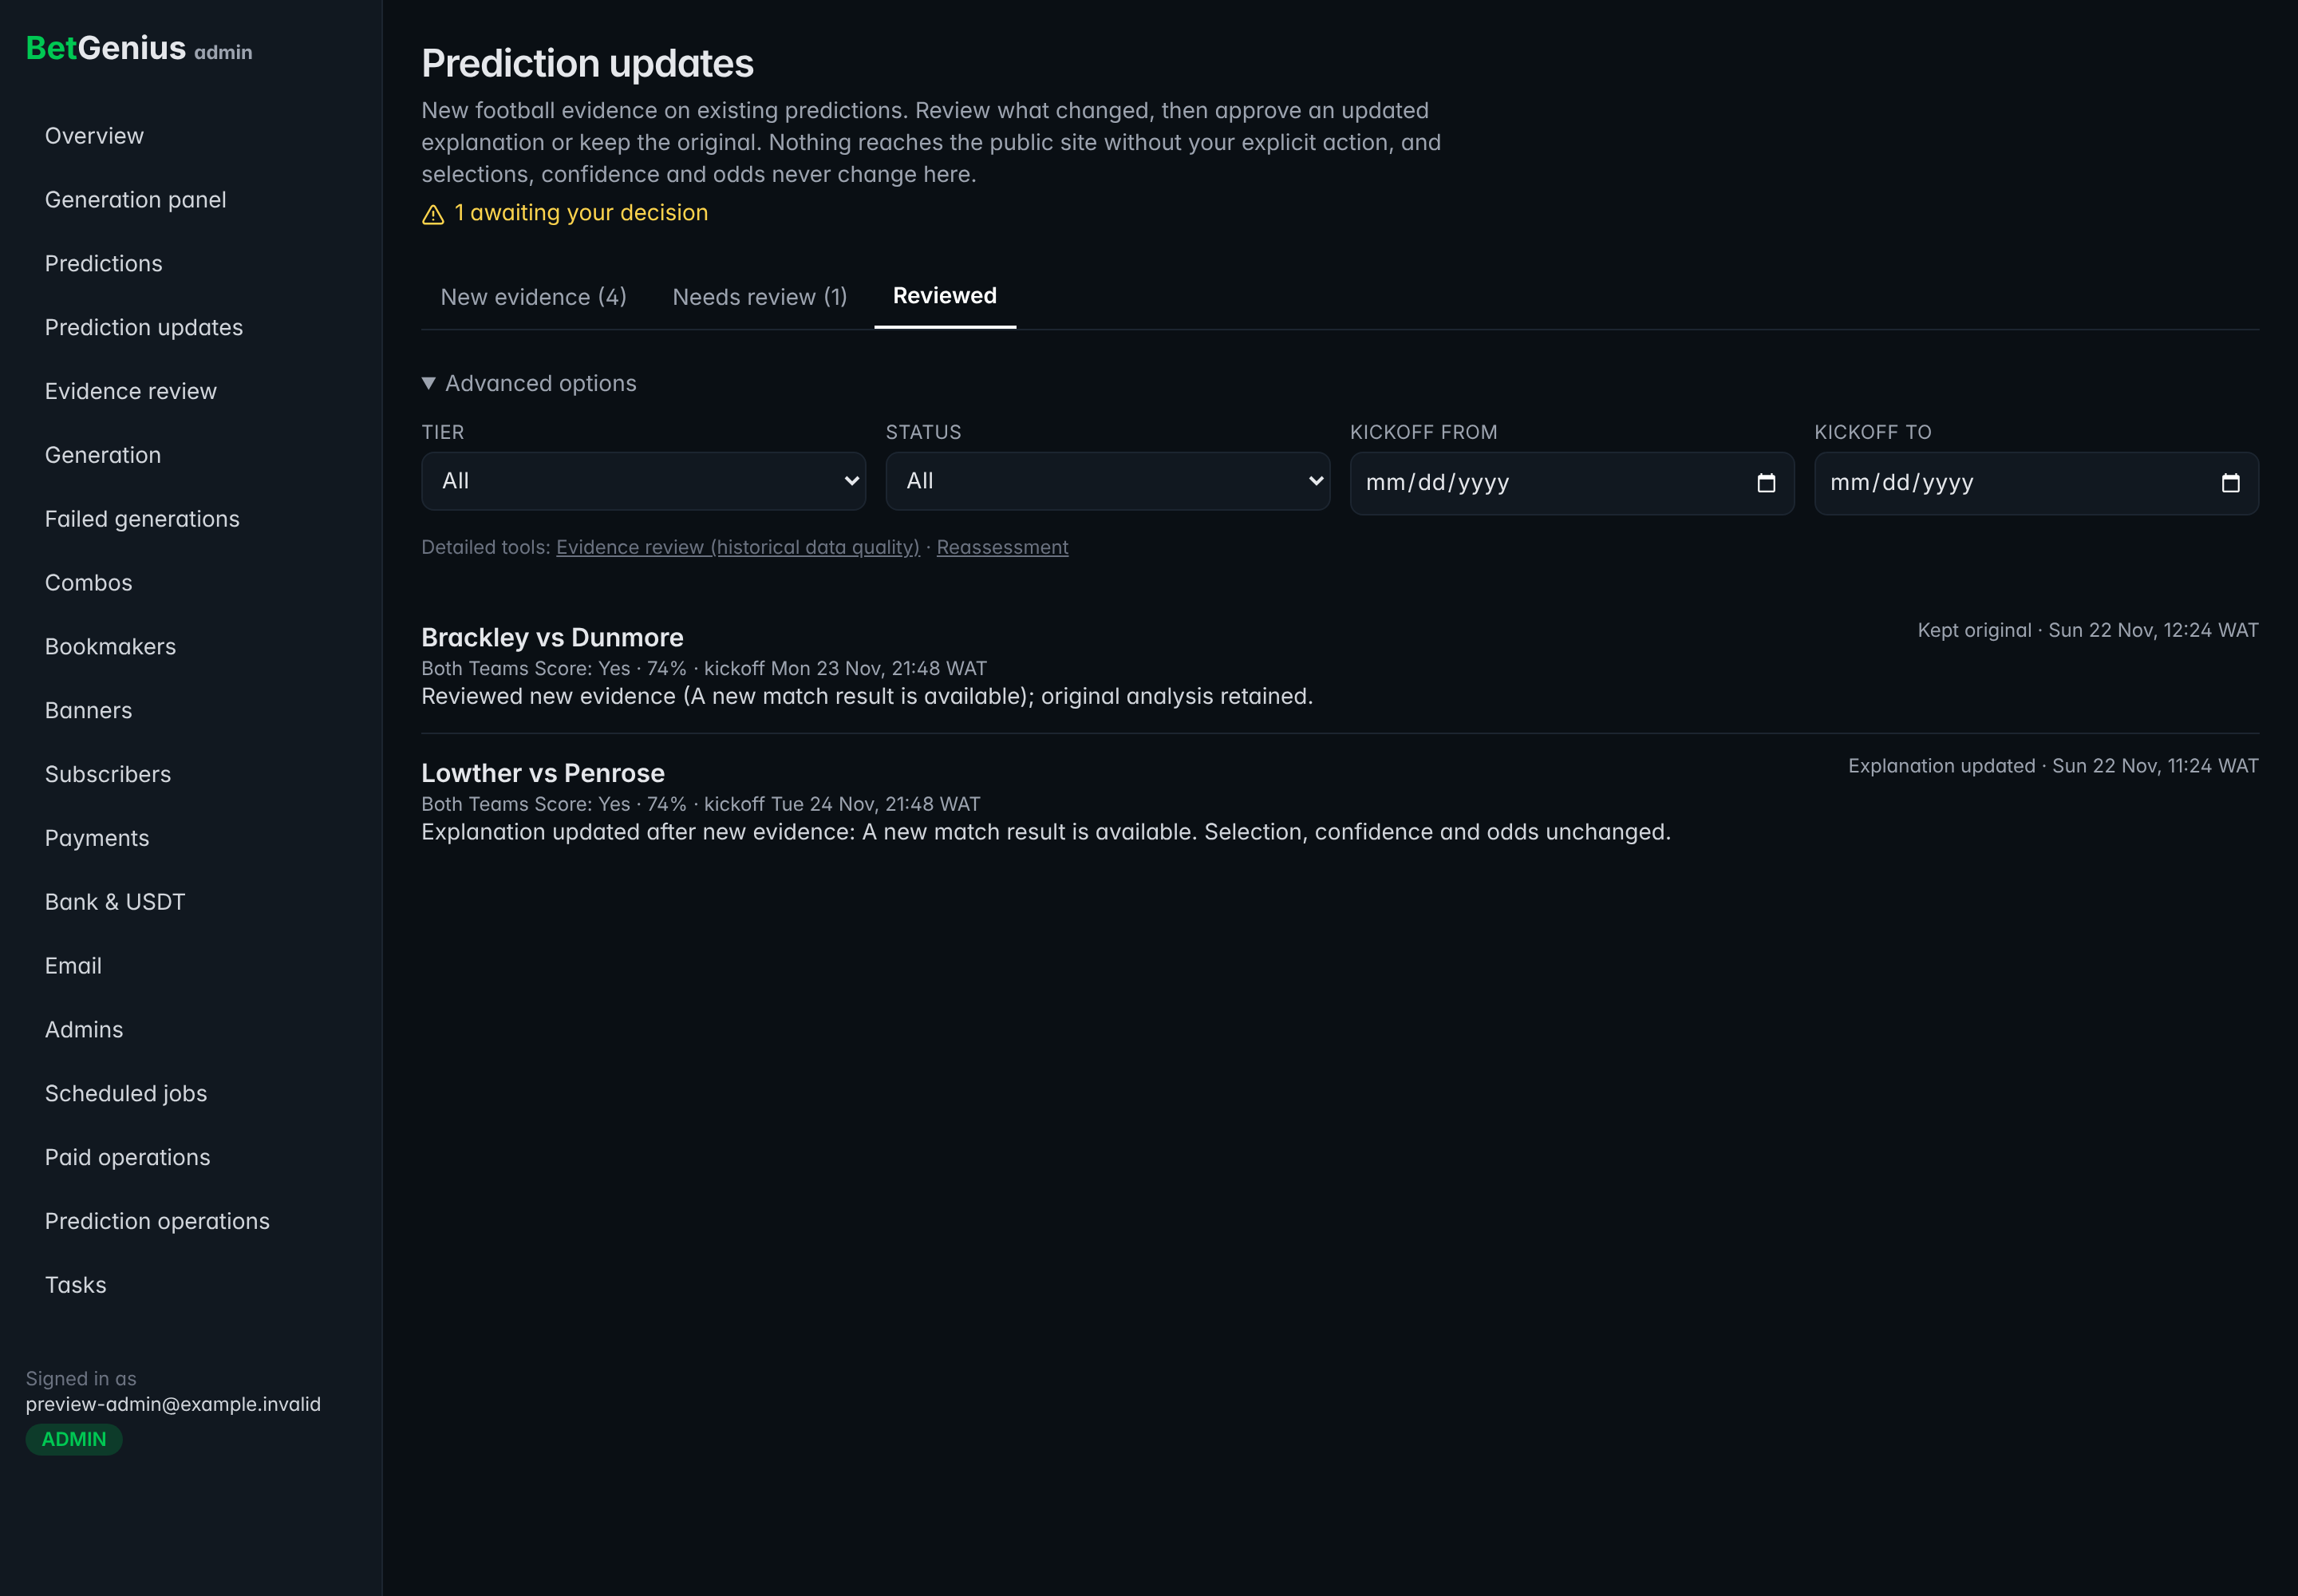 BetGenius admin
Overview
Generation panel
Predictions
Prediction updates
Evidence review
Generation
Failed generations
Combos
Bookmakers
Banners
Subscribers
Payments
Bank & USDT
Email
Admins
Scheduled jobs
Paid operations
Prediction operations
Tasks
Signed in as
preview-admin@example.invalid
ADMIN
Prediction updates
New football evidence on existing predictions. Review what changed, then approve an updated
explanation or keep the original. Nothing reaches the public site without your explicit action, and
selections, confidence and odds never change here.
1 awaiting your decision
New evidence (4) Needs review (1) Reviewed
▼ Advanced options
TIER STATUS KICKOFF FROM KICKOFF TO
All All mm/dd/yyyy mm/dd/yyyy
Detailed tools: Evidence review (historical data quality) · Reassessment
Brackley vs Dunmore Kept original · Sun 22 Nov, 12:24 WAT
Both Teams Score: Yes · 74% · kickoff Mon 23 Nov, 21:48 WAT
Reviewed new evidence (A new match result is available); original analysis retained.
Lowther vs Penrose Explanation updated · Sun 22 Nov, 11:24 WAT
Both Teams Score: Yes · 74% · kickoff Tue 24 Nov, 21:48 WAT
Explanation updated after new evidence: A new match result is available. Selection, confidence and odds unchanged.